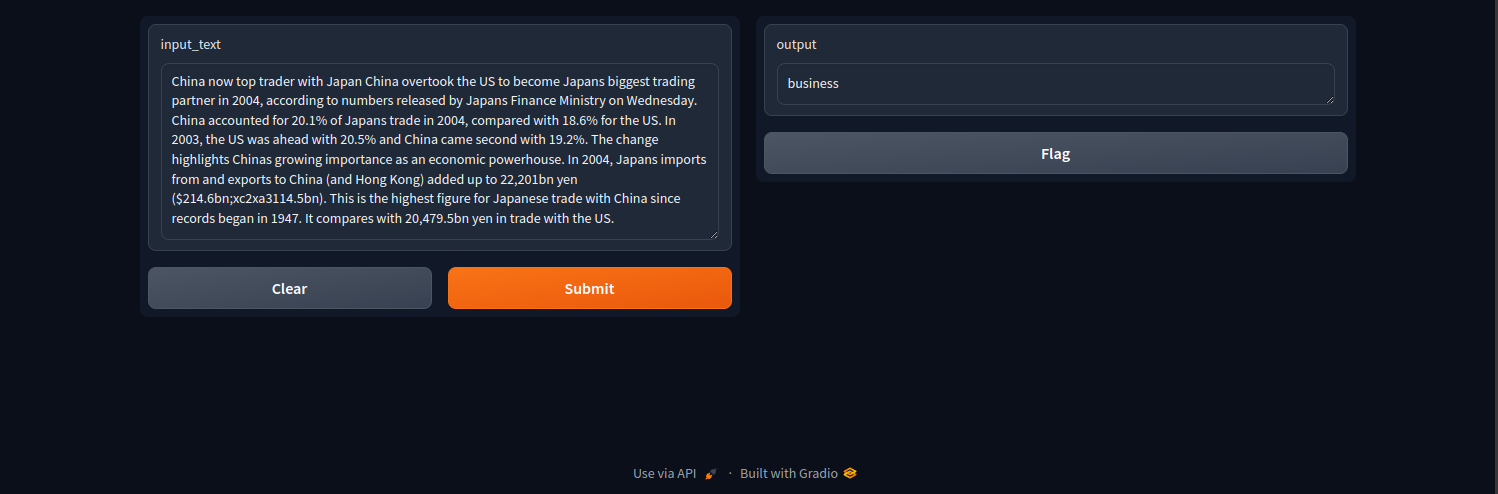 input_text
China now top trader with Japan China overtook the US to become Japans biggest trading
partner in 2004, according to numbers released by Japans Finance Ministry on Wednesday.
China accounted for 20.1% of Japans trade in 2004, compared with 18.6% for the US. In
2003, the US was ahead with 20.5% and China came second with 19.2%. The change
highlights Chinas growing importance as an economic powerhouse. In 2004, Japans imports
from and exports to China (and Hong Kong) added up to 22,201bn yen
($214.6bn;xc2xa3114.5bn). This is the highest figure for Japanese trade with China since
records began in 1947. It compares with 20,479.5bn yen in trade with the US.
Clear
Submit
output
business
Flag
Use via API · Built with Gradio